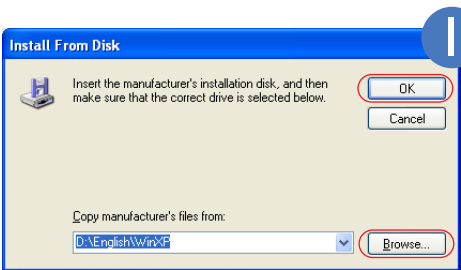 Install From Disk
Insert the manufacturer's installation disk, and then
make sure that the correct drive is selected below.
OK
Cancel
Copy manufacturer's files from:
D:\English\WinXP
Browse...